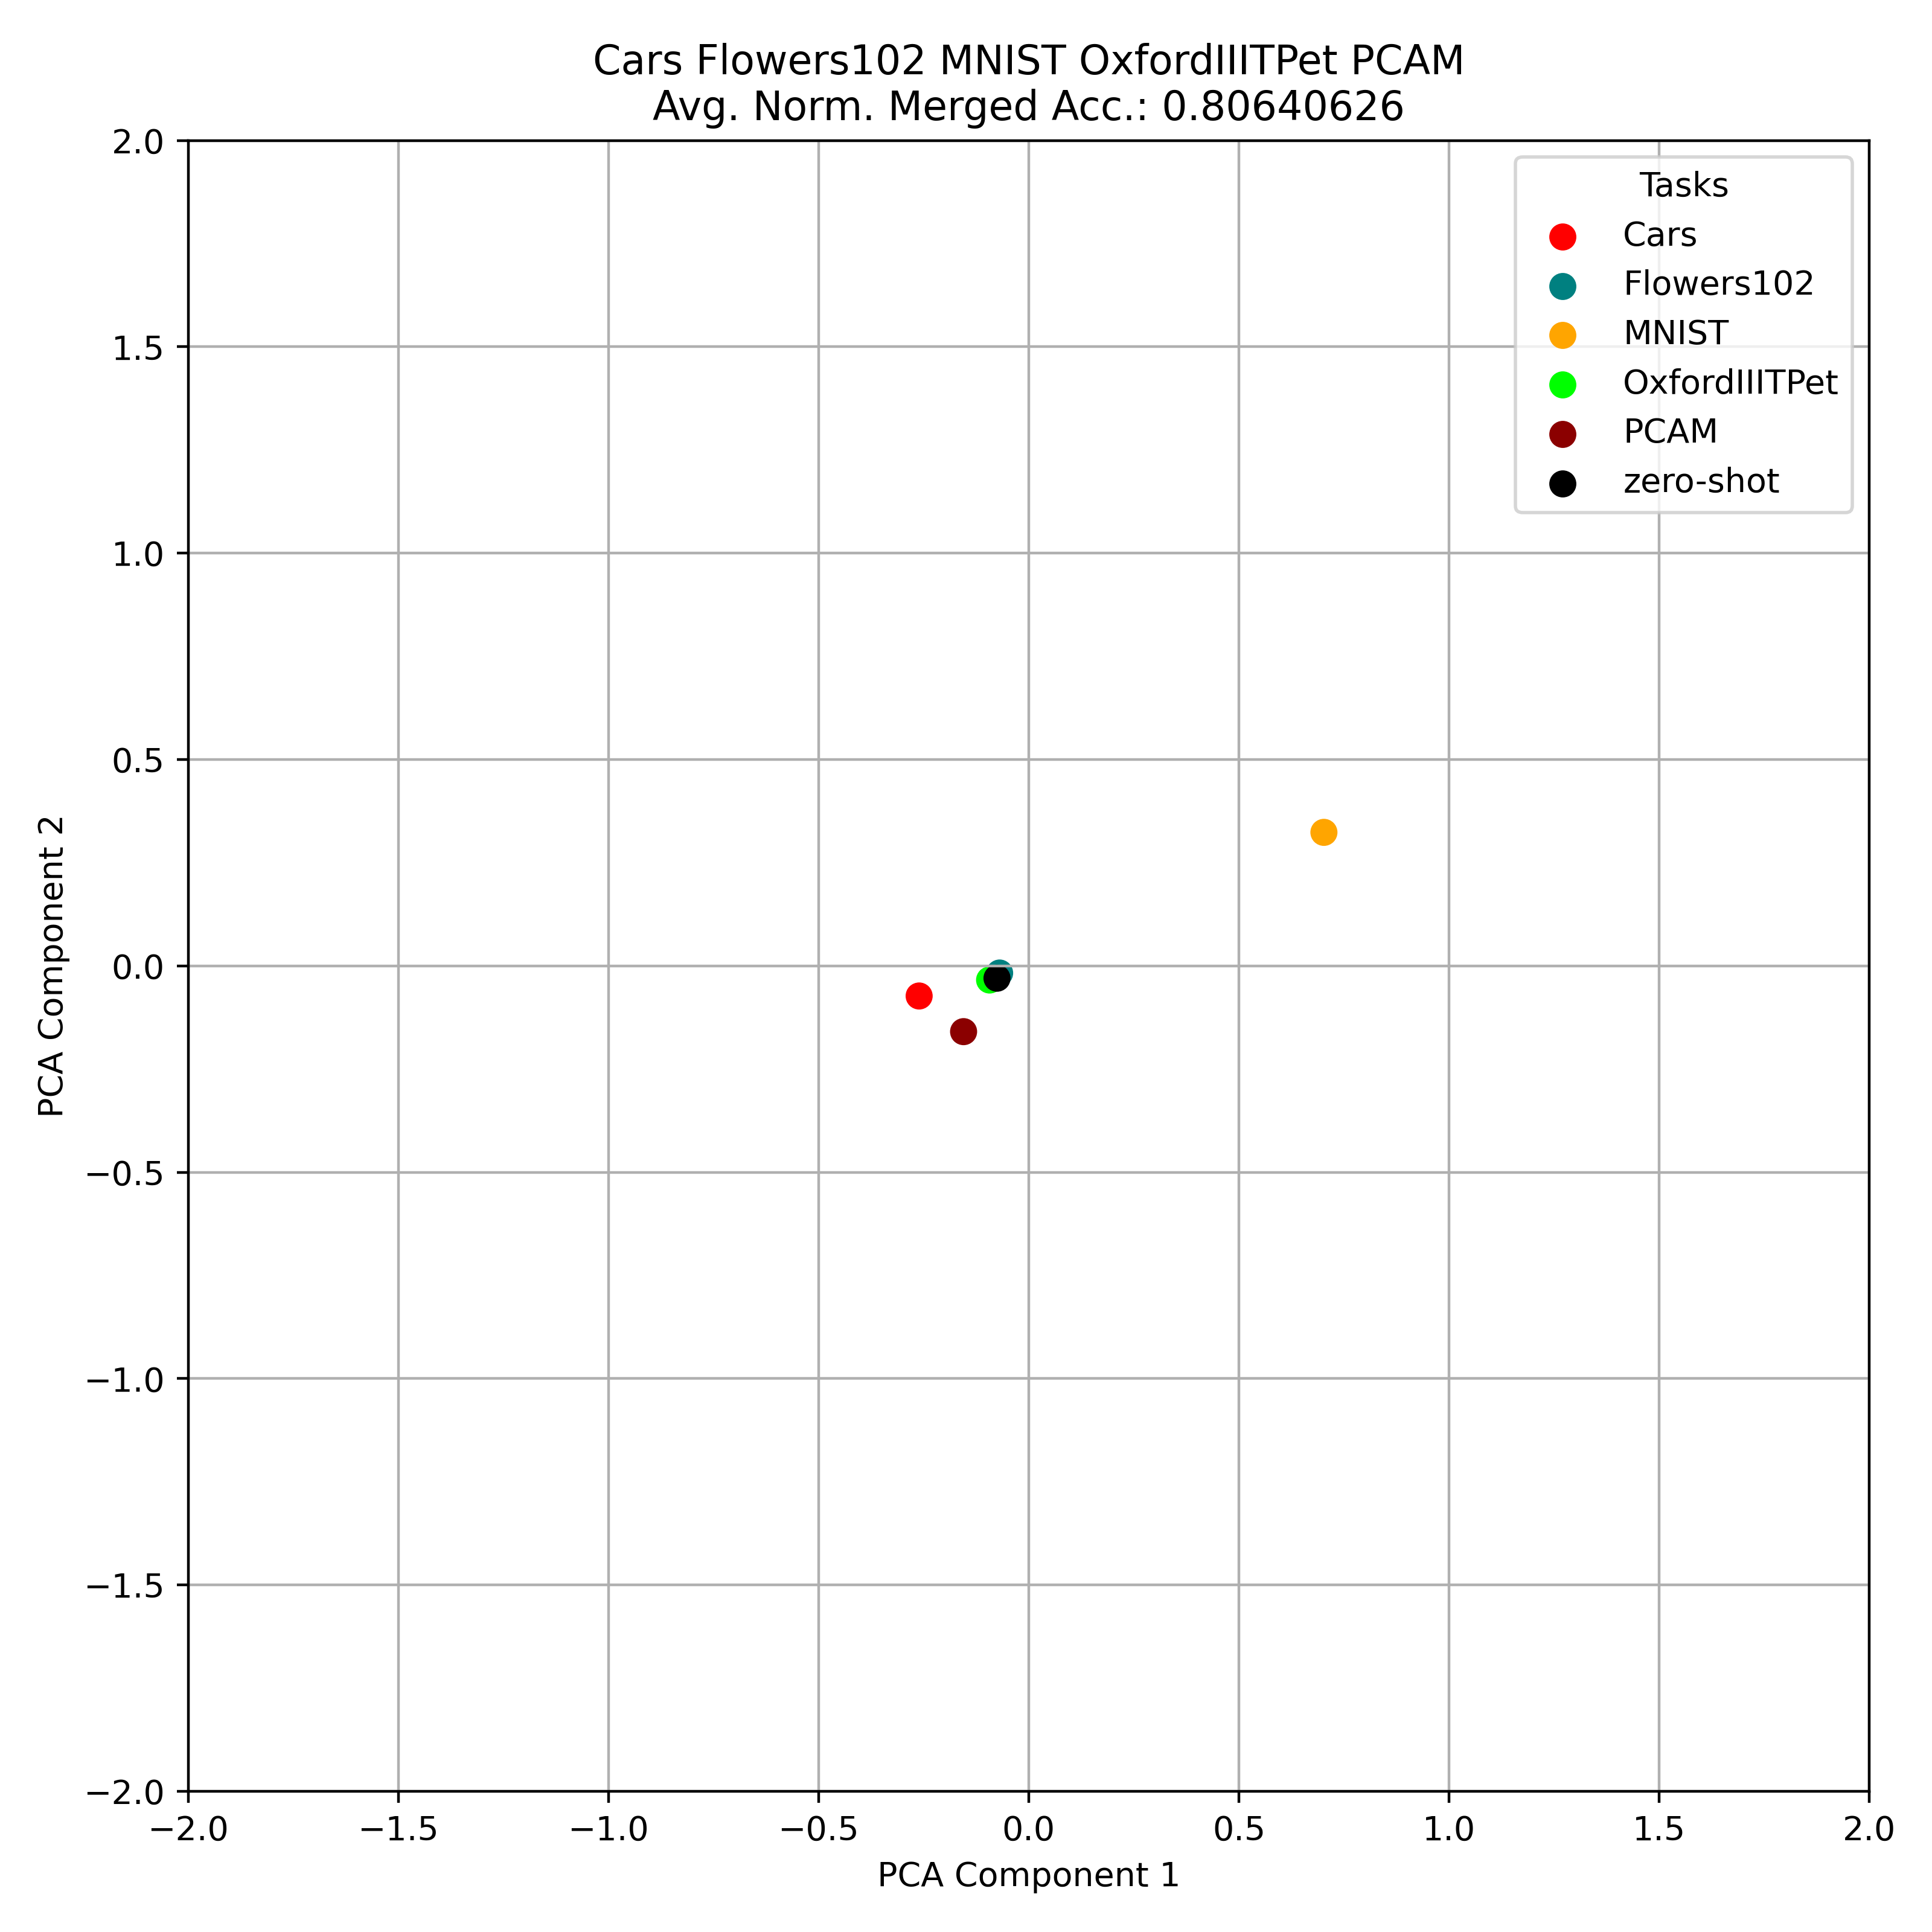 Cars Flowers102 MNIST OxfordIIITPet PCAM
Avg. Norm. Merged Acc.: 0.80640626
Tasks
Cars
Flowers102
MNIST
OxfordIIITPet
PCAM
zero-shot
PCA Component 2
2.0
1.5
1.0
0.5
0.0
−0.5
−1.0
−1.5
−2.0
−2.0 −1.5 −1.0 −0.5 0.0 0.5 1.0 1.5 2.0
PCA Component 1